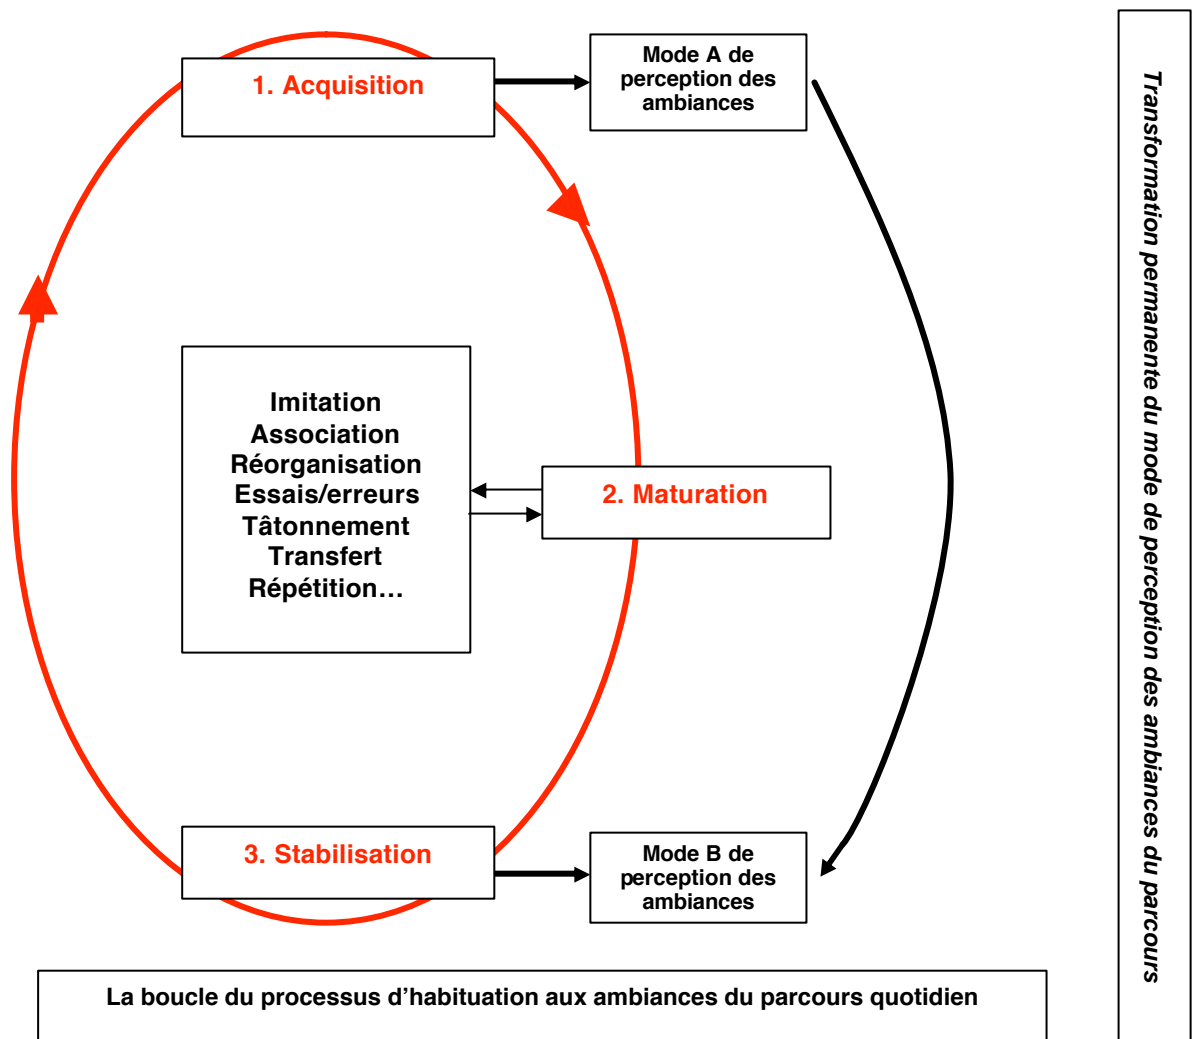 1. Acquisition
Mode A de
perception des
ambiances
Imitation
Association
Réorganisation
Essais/erreurs
Tâtonnement
Transfert
Répétition…
2. Maturation
3. Stabilisation
Mode B de
perception des
ambiances
La boucle du processus d’habituation aux ambiances du parcours quotidien
Transformation permanente du mode de perception des ambiances du parcours